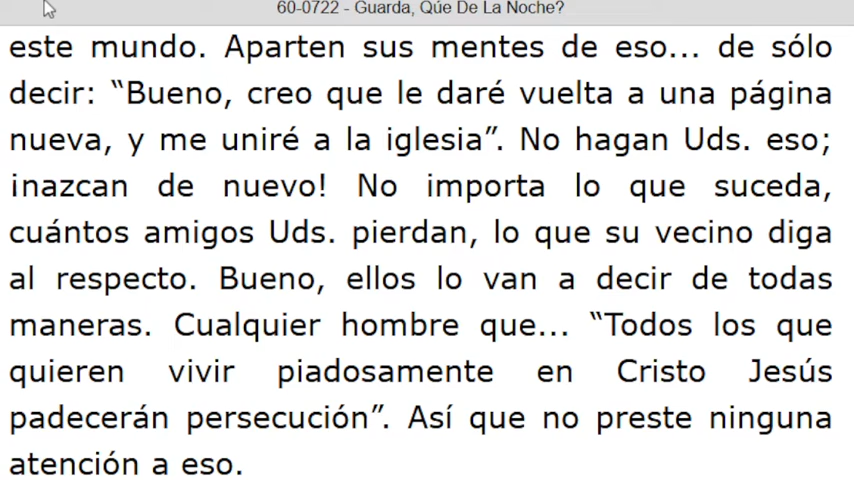 60-0722 - Guarda, Qúe De La Noche?
este mundo. Aparten sus mentes de eso... de sólo
decir: “Bueno, creo que le daré vuelta a una página
nueva, y me uniré a la iglesia”. No hagan Uds. eso;
¡nazcan de nuevo! No importa lo que suceda,
cuántos amigos Uds. pierdan, lo que su vecino diga
al respecto. Bueno, ellos lo van a decir de todas
maneras. Cualquier hombre que... “Todos los que
quieren vivir piadosamente en Cristo Jesús
padecerán persecución”. Así que no preste ninguna
atención a eso.